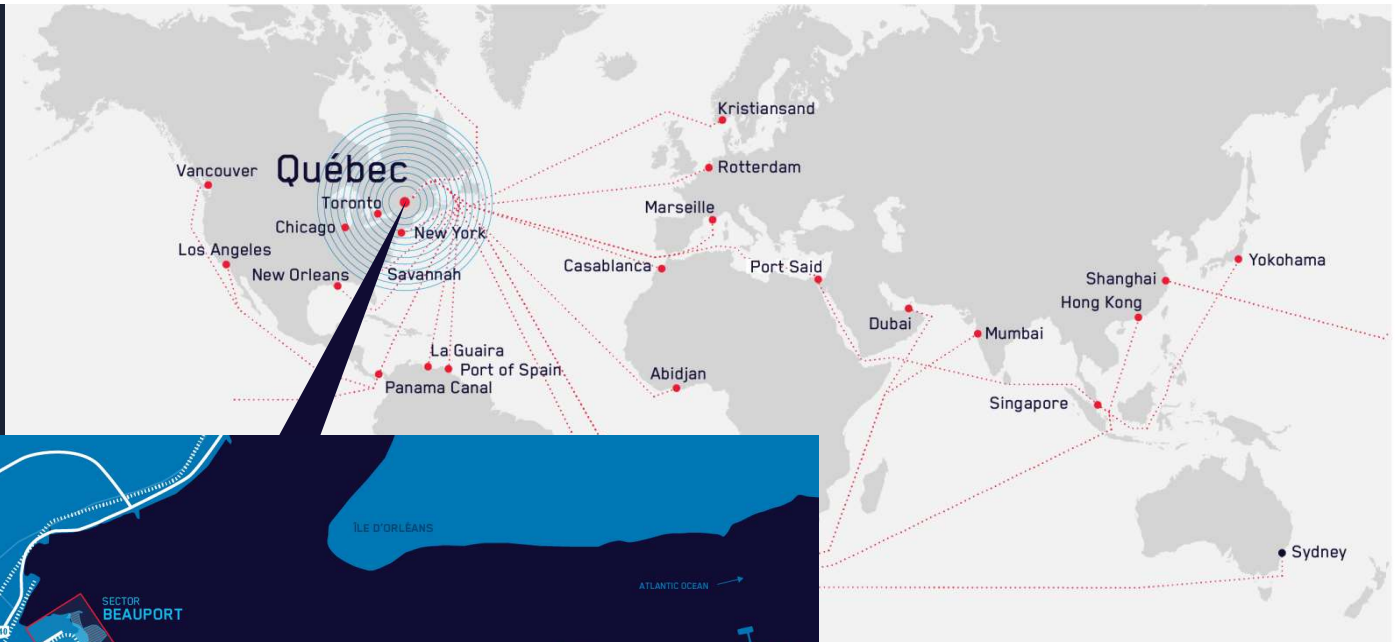 Kristiansand
Vancouver
Québec
Rotterdam
Toronto
Marseille
Chicago
New York
Los Angeles
New Orleans
Savannah
Casablanca
Port Said
Yokohama
Shanghai
Hong Kong
Dubai
Mumbai
La Guaira
Port of Spain
Abidjan
Panama Canal
Singapore
ÎLE D'ORLÉANS
Sydney
ATLANTIC OCEAN
SECTOR
BEAUPORT